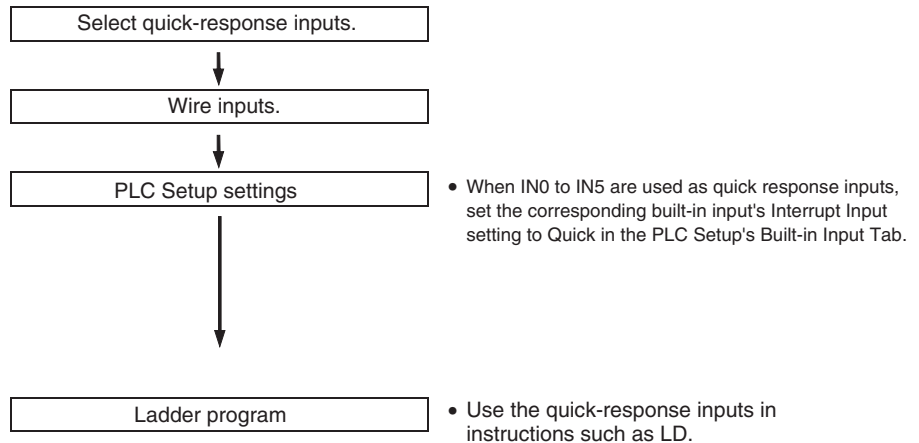 Select quick-response inputs.
Wire inputs.
PLC Setup settings
• When IN0 to IN5 are used as quick response inputs,
set the corresponding built-in input's Interrupt Input
setting to Quick in the PLC Setup's Built-in Input Tab.
Ladder program
• Use the quick-response inputs in
instructions such as LD.